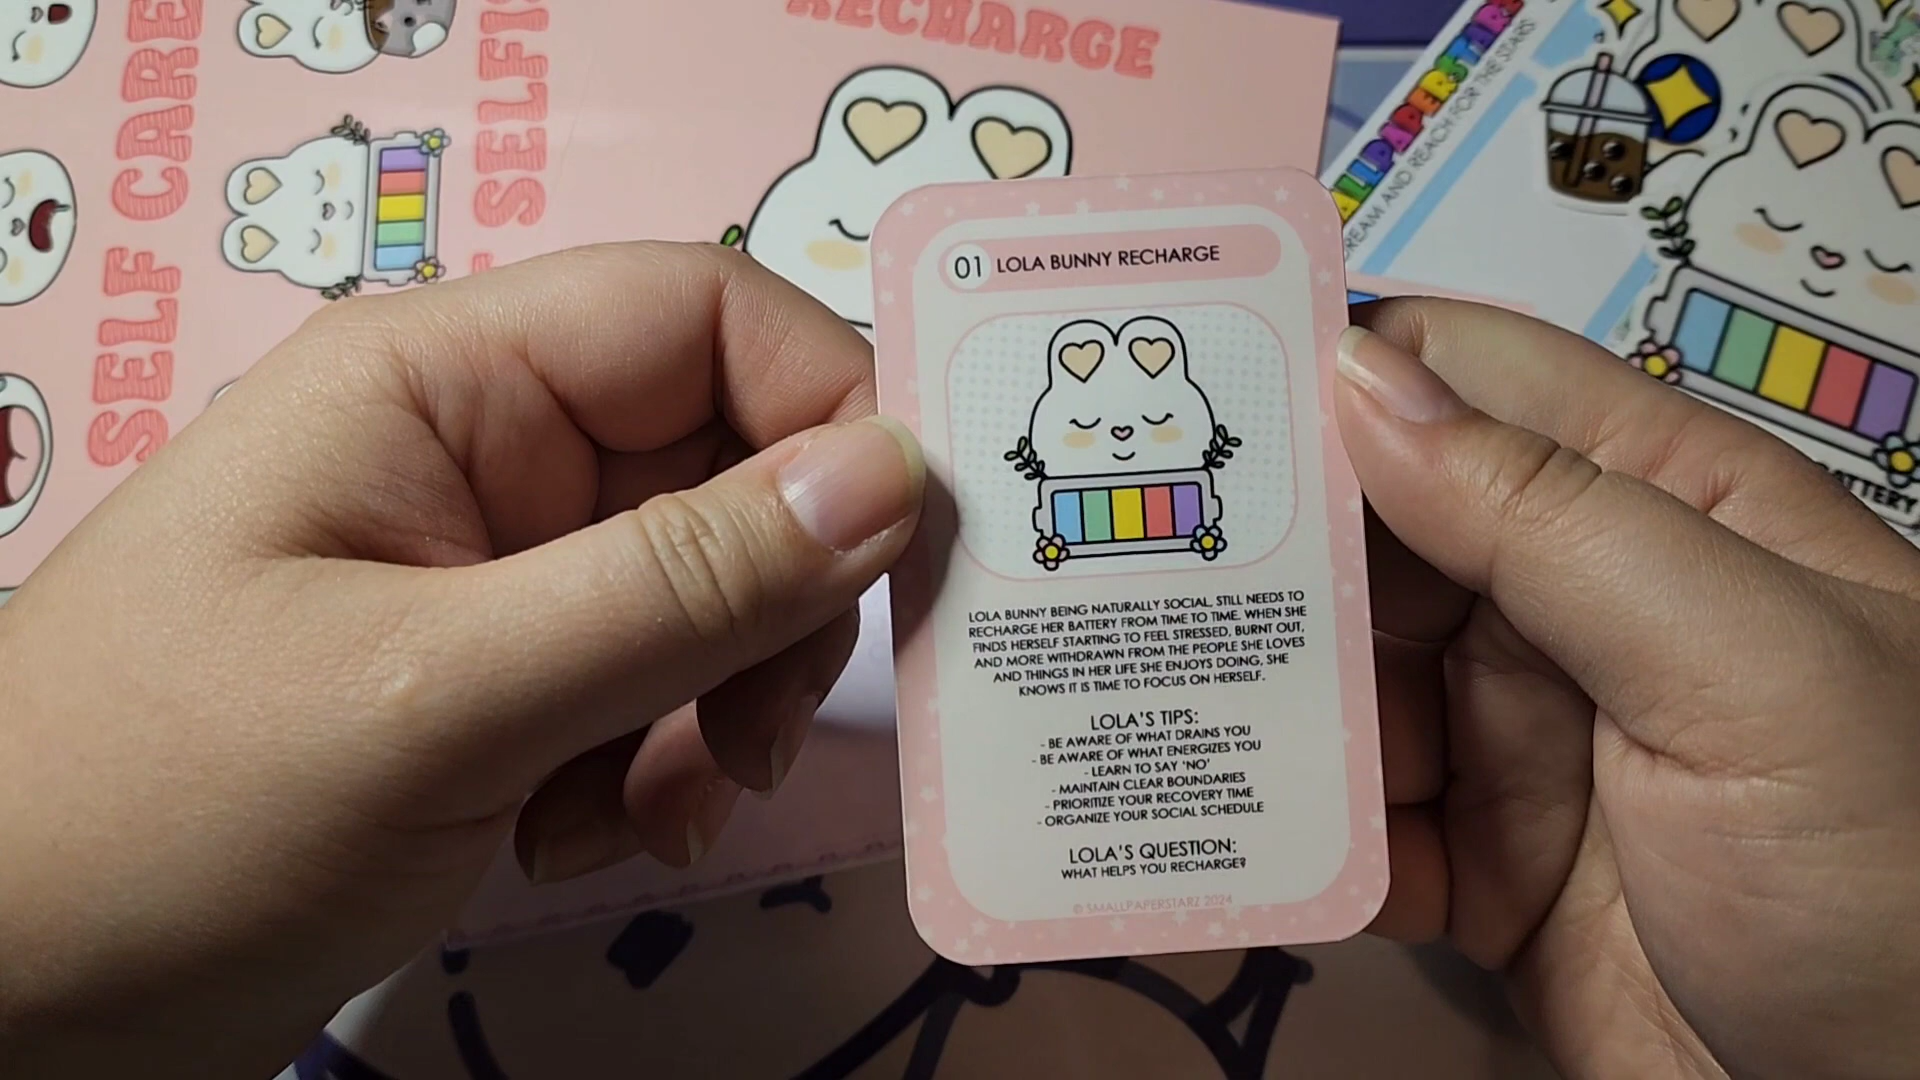 RECHARGE
SELF CARE
SELFI
SMALLPAPERSTARZ
DREAM AND REACH FOR THE STARS
01 LOLA BUNNY RECHARGE
LOLA BUNNY BEING NATURALLY SOCIAL, STILL NEEDS TO
RECHARGE HER BATTERY FROM TIME TO TIME. WHEN SHE
FINDS HERSELF STARTING TO FEEL STRESSED, BURNT OUT,
AND MORE WITHDRAWN FROM THE PEOPLE SHE LOVES
AND THINGS IN HER LIFE SHE ENJOYS DOING, SHE
KNOWS IT IS TIME TO FOCUS ON HERSELF.
LOLA'S TIPS:
- BE AWARE OF WHAT DRAINS YOU
- BE AWARE OF WHAT ENERGIZES YOU
- LEARN TO SAY 'NO'
- MAINTAIN CLEAR BOUNDARIES
- PRIORITIZE YOUR RECOVERY TIME
- ORGANIZE YOUR SOCIAL SCHEDULE
LOLA'S QUESTION:
WHAT HELPS YOU RECHARGE?
© SMALLPAPERSTARZ 2024